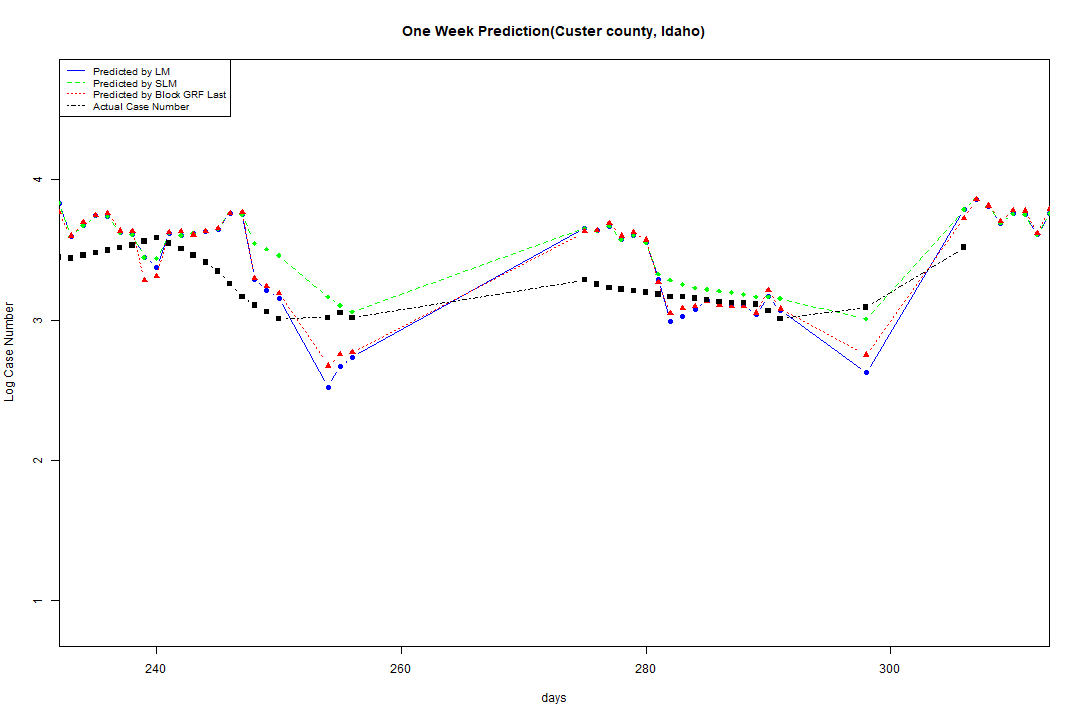 One Week Prediction(Custer county, Idaho)
Predicted by LM
Predicted by SLM
Predicted by Block GRF Last
Actual Case Number
4
3
2
1
Log Case Number
240 260 280 300
days